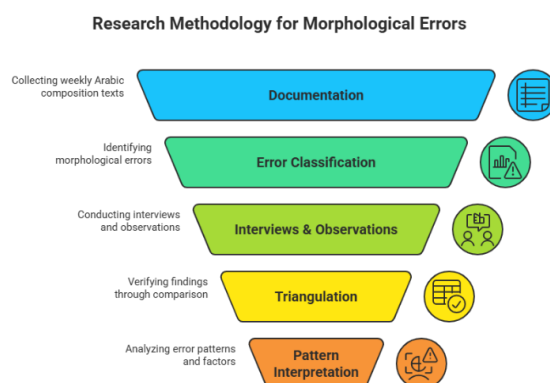 Research Methodology for Morphological Errors
Collecting weekly Arabic
composition texts
Documentation
Identifying
morphological errors
Error Classification
Conducting interviews
and observations
Interviews & Observations
Verifying findings
through comparison
Triangulation
Analyzing error patterns
and factors
Pattern
Interpretation